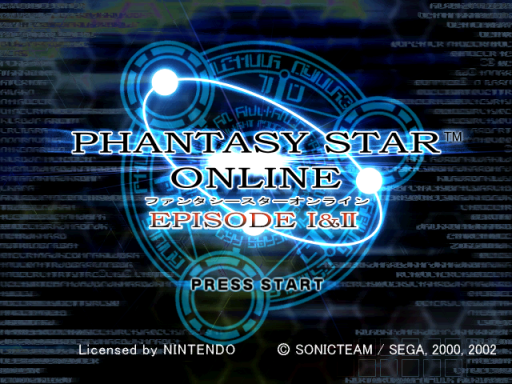 PHANTASY STAR™
ONLINE
ファンタシースターオンライン
EPISODE I&II
PRESS START
Licensed by NINTENDO © SONICTEAM / SEGA, 2000, 2002